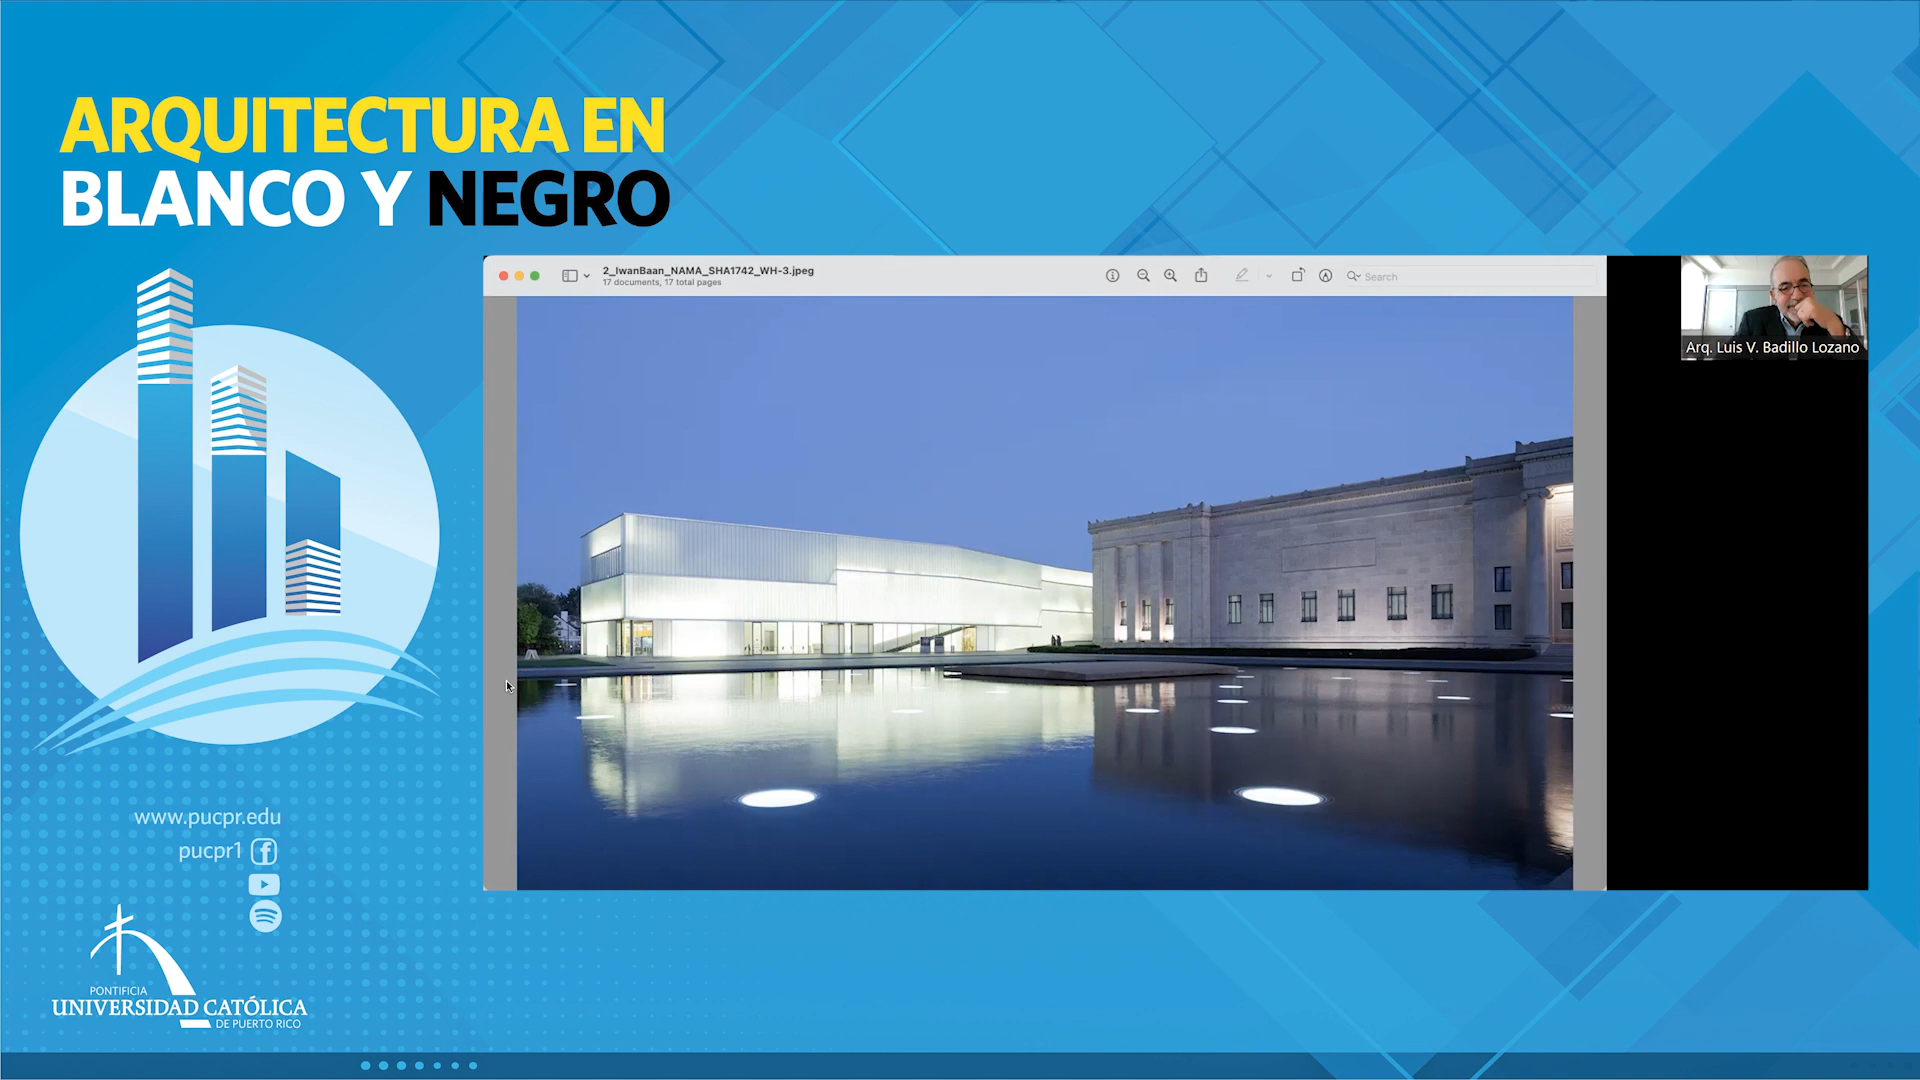 ARQUITECTURA EN
BLANCO Y NEGRO
2_IwanBaan_NAMA_SHA1742_WH-3.jpeg
17 documents, 17 total pages
Search
Arq. Luis V. Badillo Lozano
www.pucpr.edu
pucpr1
PONTIFICIA
UNIVERSIDAD CATÓLICA
DE PUERTO RICO